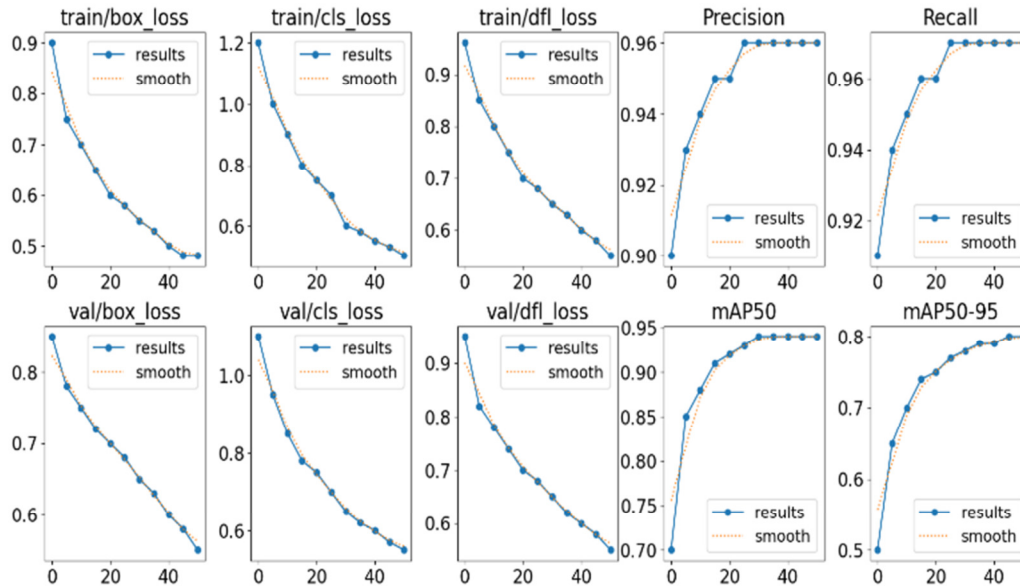 train/box_loss train/cls_loss train/dfl_loss Precision Recall
0.9
0.8
0.7
0.6
0.5
results
smooth
0 20 40
1.2
1.0
0.8
0.6
results
smooth
0 20 40
0.9
0.8
0.7
0.6
results
smooth
0 20 40
0.96
0.94
0.92
0.90
results
smooth
0 20 40
0.96
0.94
0.92
results
smooth
0 20 40
val/box_loss val/cls_loss val/dfl_loss mAP50 mAP50-95
0.8
0.7
0.6
results
smooth
0 20 40
1.0
0.8
0.6
results
smooth
0 20 40
0.9
0.8
0.7
0.6
results
smooth
0 20 40
0.95
0.90
0.85
0.80
0.75
0.70
results
smooth
0 20 40
0.8
0.7
0.6
0.5
results
smooth
0 20 40